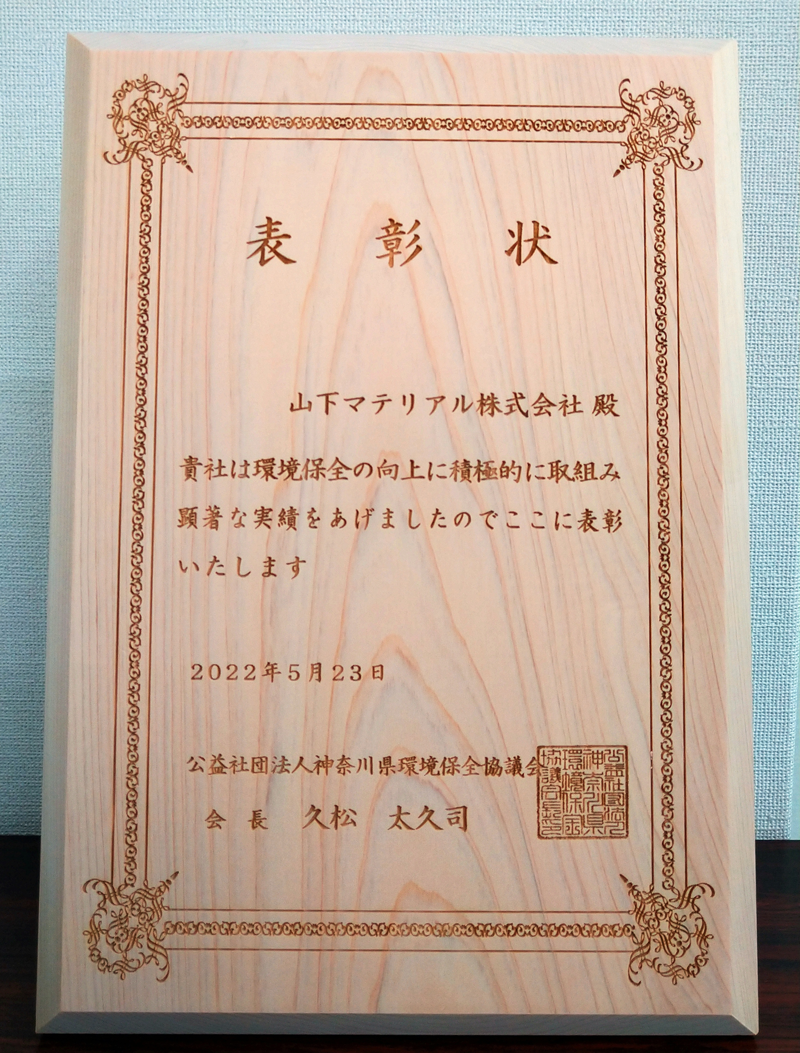 表彰状
山下マテリアル株式会社 殿
貴社は環境保全の向上に積極的に取組み
顕著な実績をあげましたのでここに表彰
いたします
2022年5月23日
公益社団法人神奈川県環境保全協議会
会長 久松 太久司